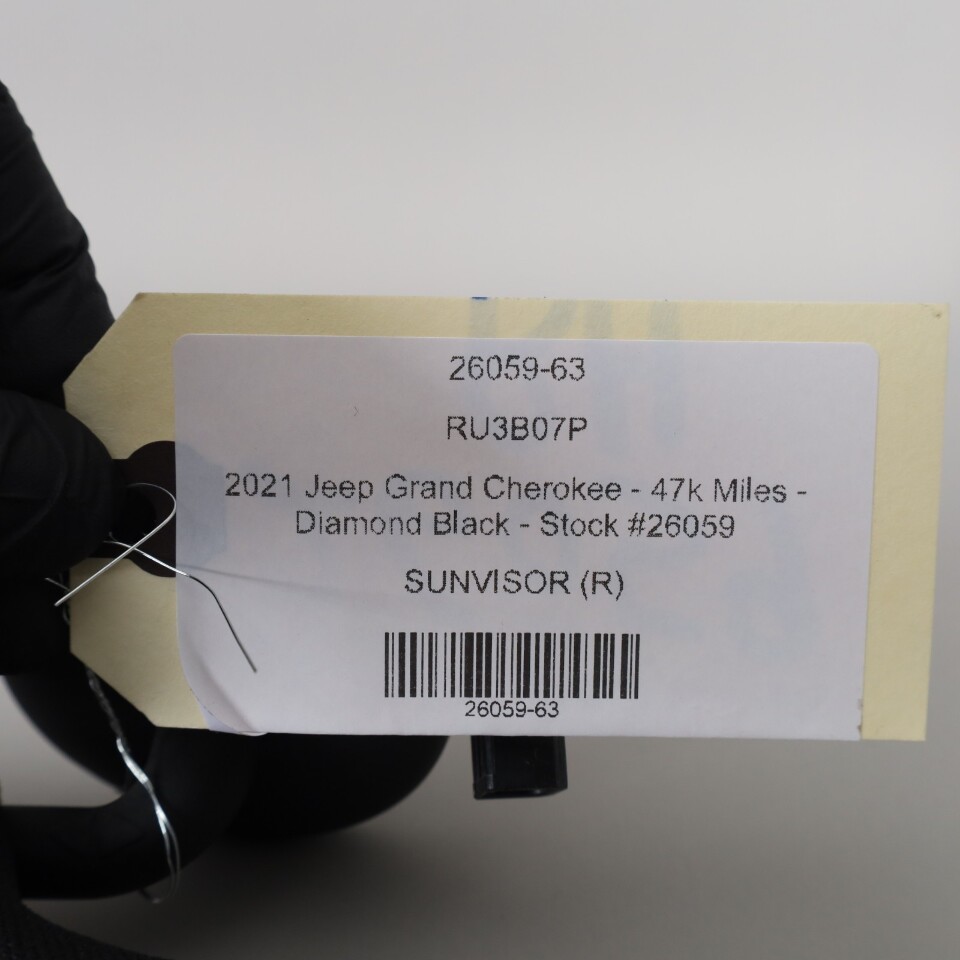 26059-63
RU3B07P
2021 Jeep Grand Cherokee - 47k Miles -
Diamond Black - Stock #26059
SUNVISOR (R)
26059-63